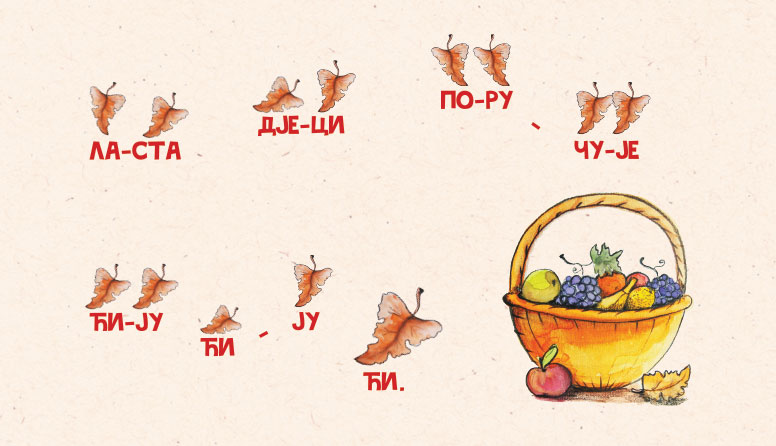 ЛА-СТА ДЈЕ-ЦИ ПО-РУ - ЧУ-ЈЕ
ЋИ-ЈУ ЋИ - ЈУ ЋИ.